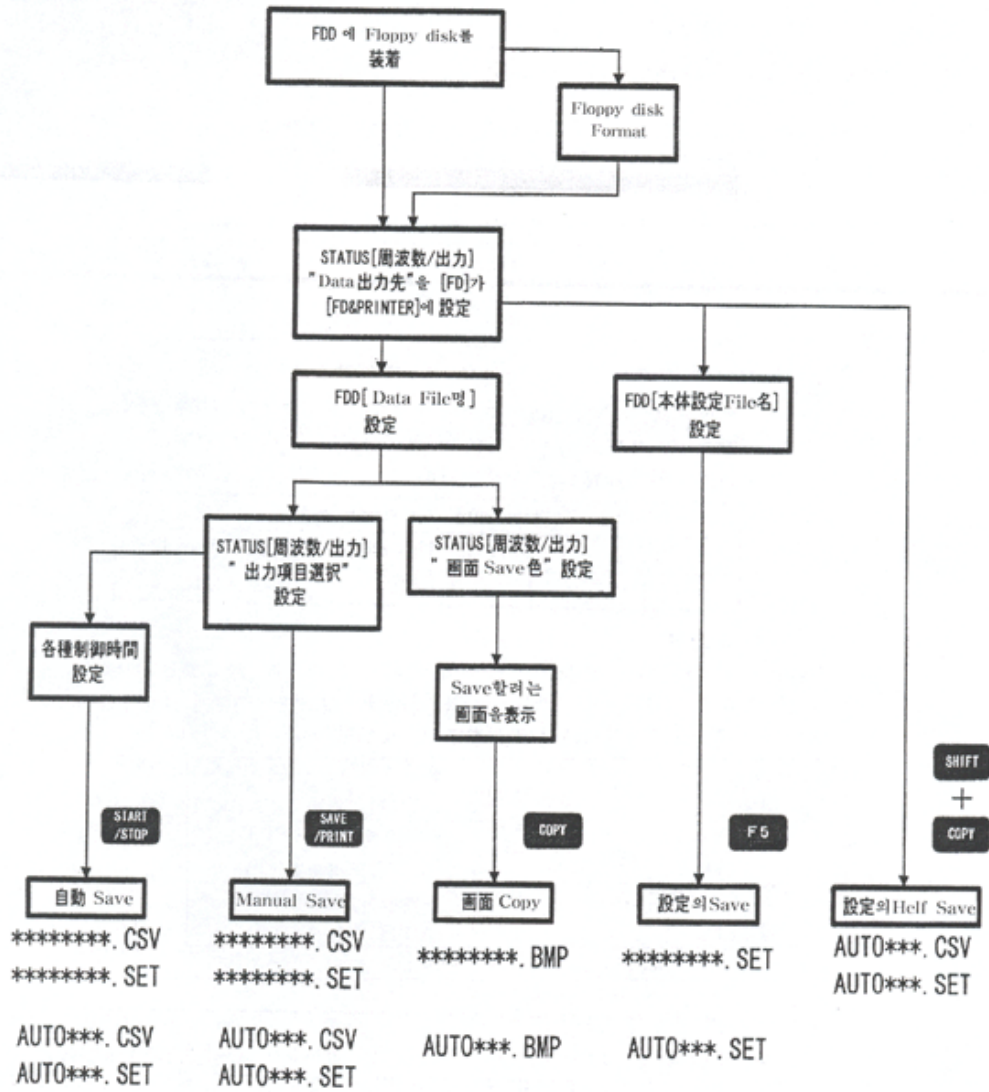 FDD에 Floppy disk를
装着
Floppy disk
Format
STATUS[周波数/出力]
"Data出力先"을 [FD]가
[FD&PRINTER]에 設定
FDD[Data File명]
設定
FDD[本体設定File名]
設定
STATUS[周波数/出力]
"出力項目選択"
設定
STATUS[周波数/出力]
"画面Save色" 設定
各種制御時間
設定
Save할려는
画面을表示
START
/STOP
SAVE
/PRINT
COPY
F5
SHIFT
+
COPY
自動 Save
Manual Save
画面 Copy
設定의Save
設定의Helf Save
********.CSV
********.SET
AUTO***.CSV
AUTO***.SET
********.CSV
********.SET
AUTO***.CSV
AUTO***.SET
********.BMP
AUTO***.BMP
********.SET
AUTO***.SET
AUTO***.CSV
AUTO***.SET